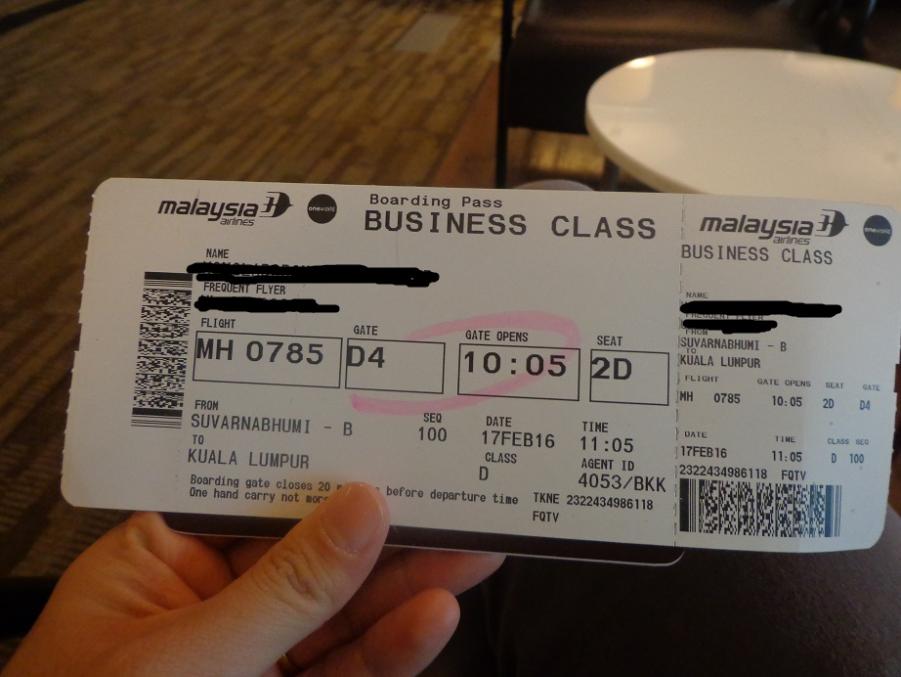 malaysia airlines
oneworld
Boarding Pass
BUSINESS CLASS
NAME
FREQUENT FLYER
FLIGHT GATE GATE OPENS SEAT
MH 0785 D4 10:05 2D
FROM
SUVARNABHUMI - B
TO
KUALA LUMPUR
SEQ DATE TIME
100 17FEB16 11:05
CLASS AGENT ID
D 4053/BKK
Boarding gate closes 20 before departure time
One hand carry not
TKNE 2322434986118
FQTV
malaysia airlines
oneworld
BUSINESS CLASS
NAME
FREQUENT FLYER
FROM
SUVARNABHUMI - B
TO
KUALA LUMPUR
FLIGHT GATE OPENS SEAT GATE
MH 0785 10:05 2D D4
DATE TIME CLASS SEQ
17FEB16 11:05 D 100
2322434986118 FQTV